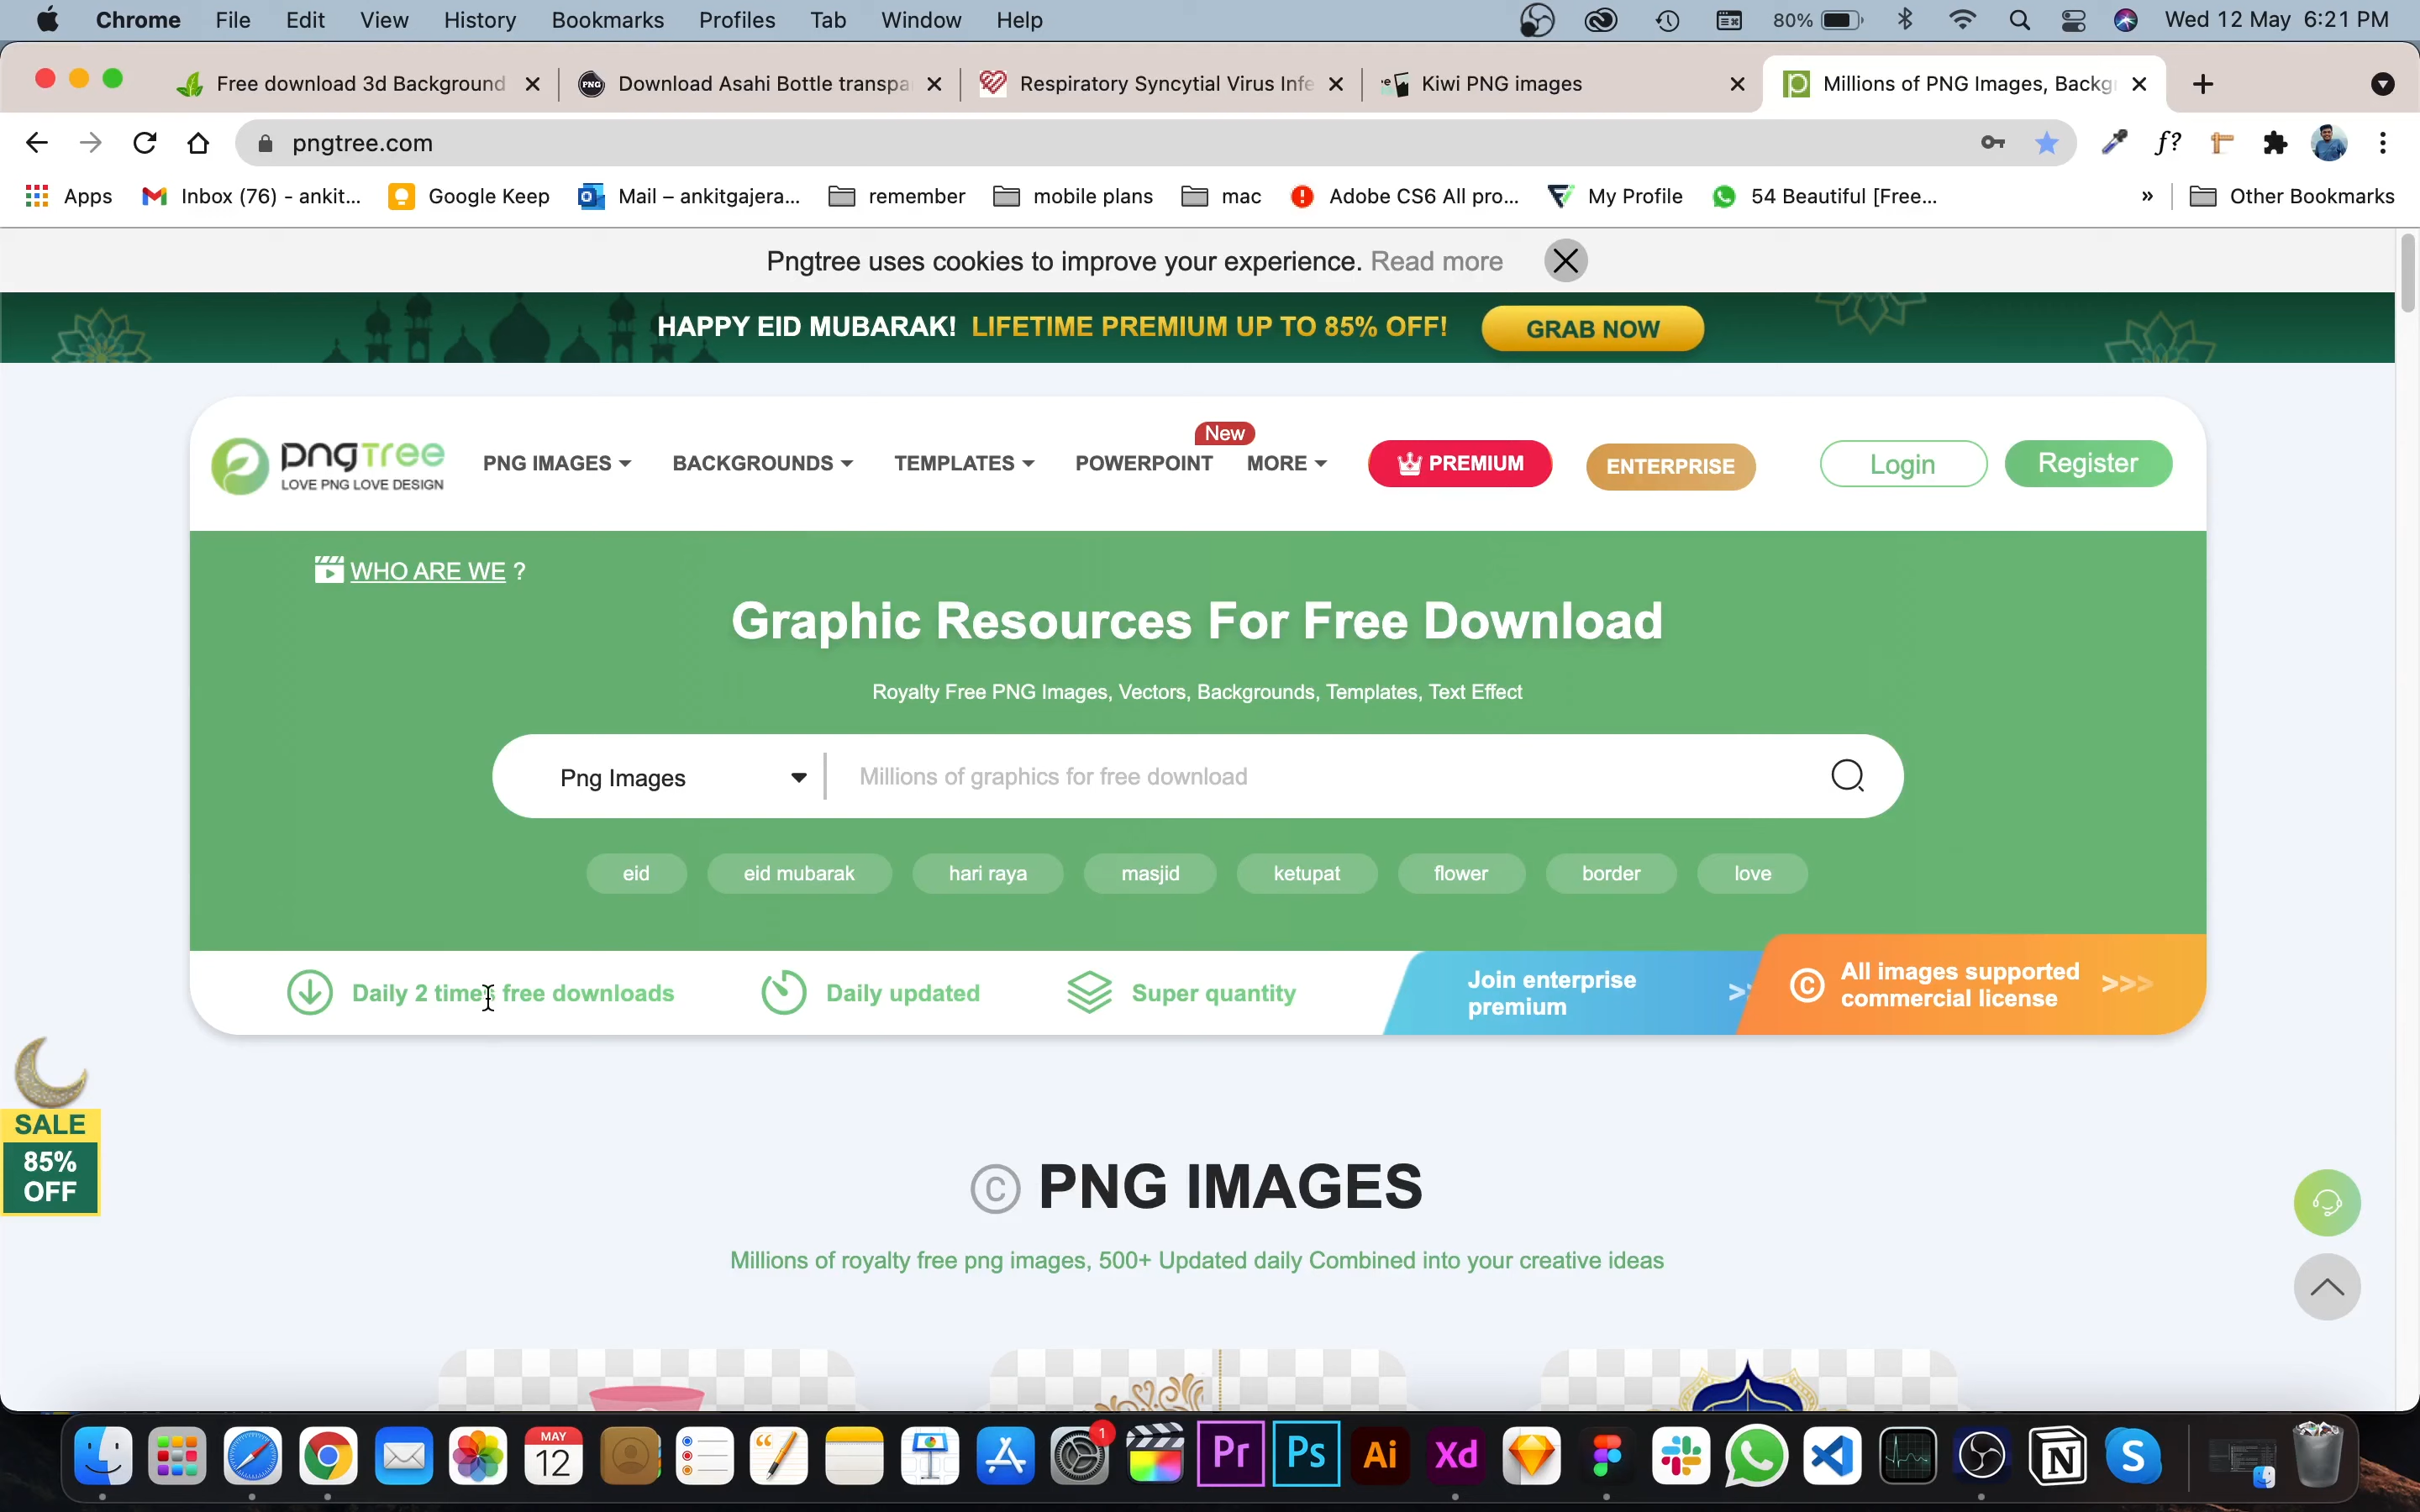 Chrome File Edit View History Bookmarks Profiles Tab Window Help 80% Wed 12 May 6:21 PM
Free download 3d Background PNG Download Asahi Bottle transpa Respiratory Syncytial Virus Infe Kiwi PNG images Millions of PNG Images, Backgr
pngtree.com f?
Apps Inbox (76) - ankit... Google Keep Mail – ankitgajera... remember mobile plans mac Adobe CS6 All pro... My Profile 54 Beautiful [Free... » Other Bookmarks
Pngtree uses cookies to improve your experience. Read more
HAPPY EID MUBARAK! LIFETIME PREMIUM UP TO 85% OFF! GRAB NOW
New
pngtree PNG IMAGES BACKGROUNDS TEMPLATES POWERPOINT MORE PREMIUM ENTERPRISE Login Register
LOVE PNG LOVE DESIGN
WHO ARE WE ?
Graphic Resources For Free Download
Royalty Free PNG Images, Vectors, Backgrounds, Templates, Text Effect
Png Images Millions of graphics for free download
eid eid mubarak hari raya masjid ketupat flower border love
Daily 2 times free downloads Daily updated Super quantity
Join enterprise
premium
All images supported
commercial license
SALE
85%
OFF
© PNG IMAGES
Millions of royalty free png images, 500+ Updated daily Combined into your creative ideas
MAY
12
1
Pr Ps Ai Xd N S